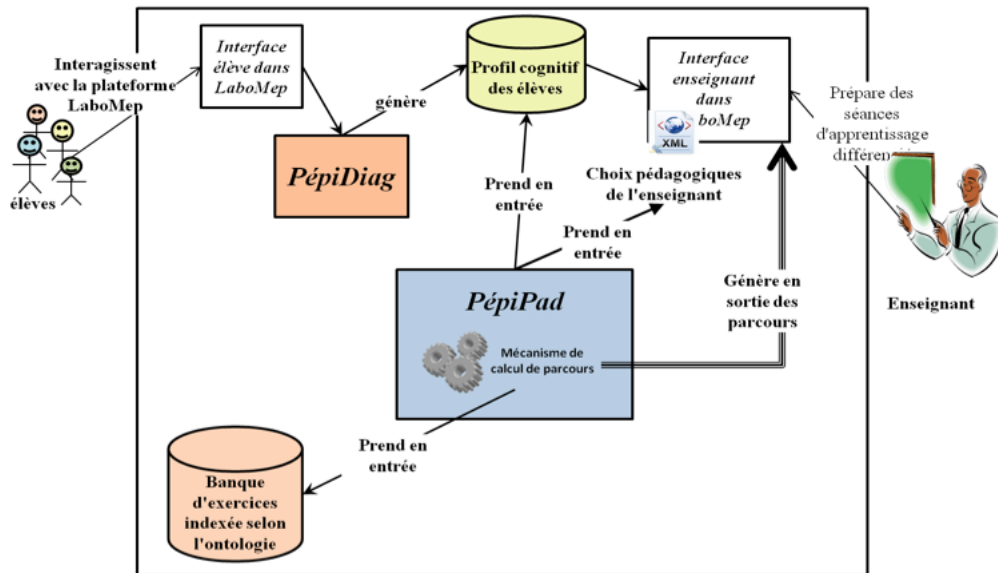 Interagissent
avec la plateforme
LaboMep
élèves
Interface
élève dans
LaboMep
génère
PépiDiag
Profil cognitif
des élèves
Interface
enseignant
dans
boMep
XML
Prépare des
séances
d'apprentissage
Enseignant
Prend en
entrée
Choix pédagogiques
de l'enseignant
Prend en
entrée
Génère en
sortie des
parcours
PépiPad
Mécanisme de
calcul de parcours
Prend en
entrée
Banque
d'exercices
indexée selon
l'ontologie